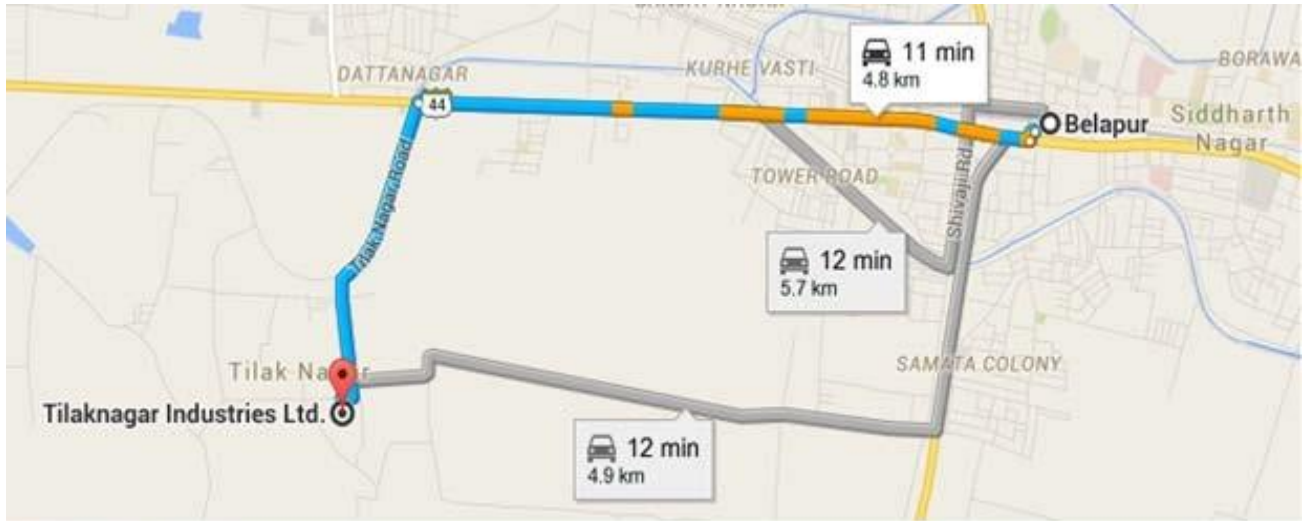 DATTANAGAR
KURHE VASTI
11 min
4.8 km
BORAWA
44
Belapur
Siddharth
Nagar
Tilak Nagar Road
TOWER ROAD
Shivaji Rd
12 min
5.7 km
SAMATA COLONY
Tilak Na
Tilaknagar Industries Ltd.
12 min
4.9 km